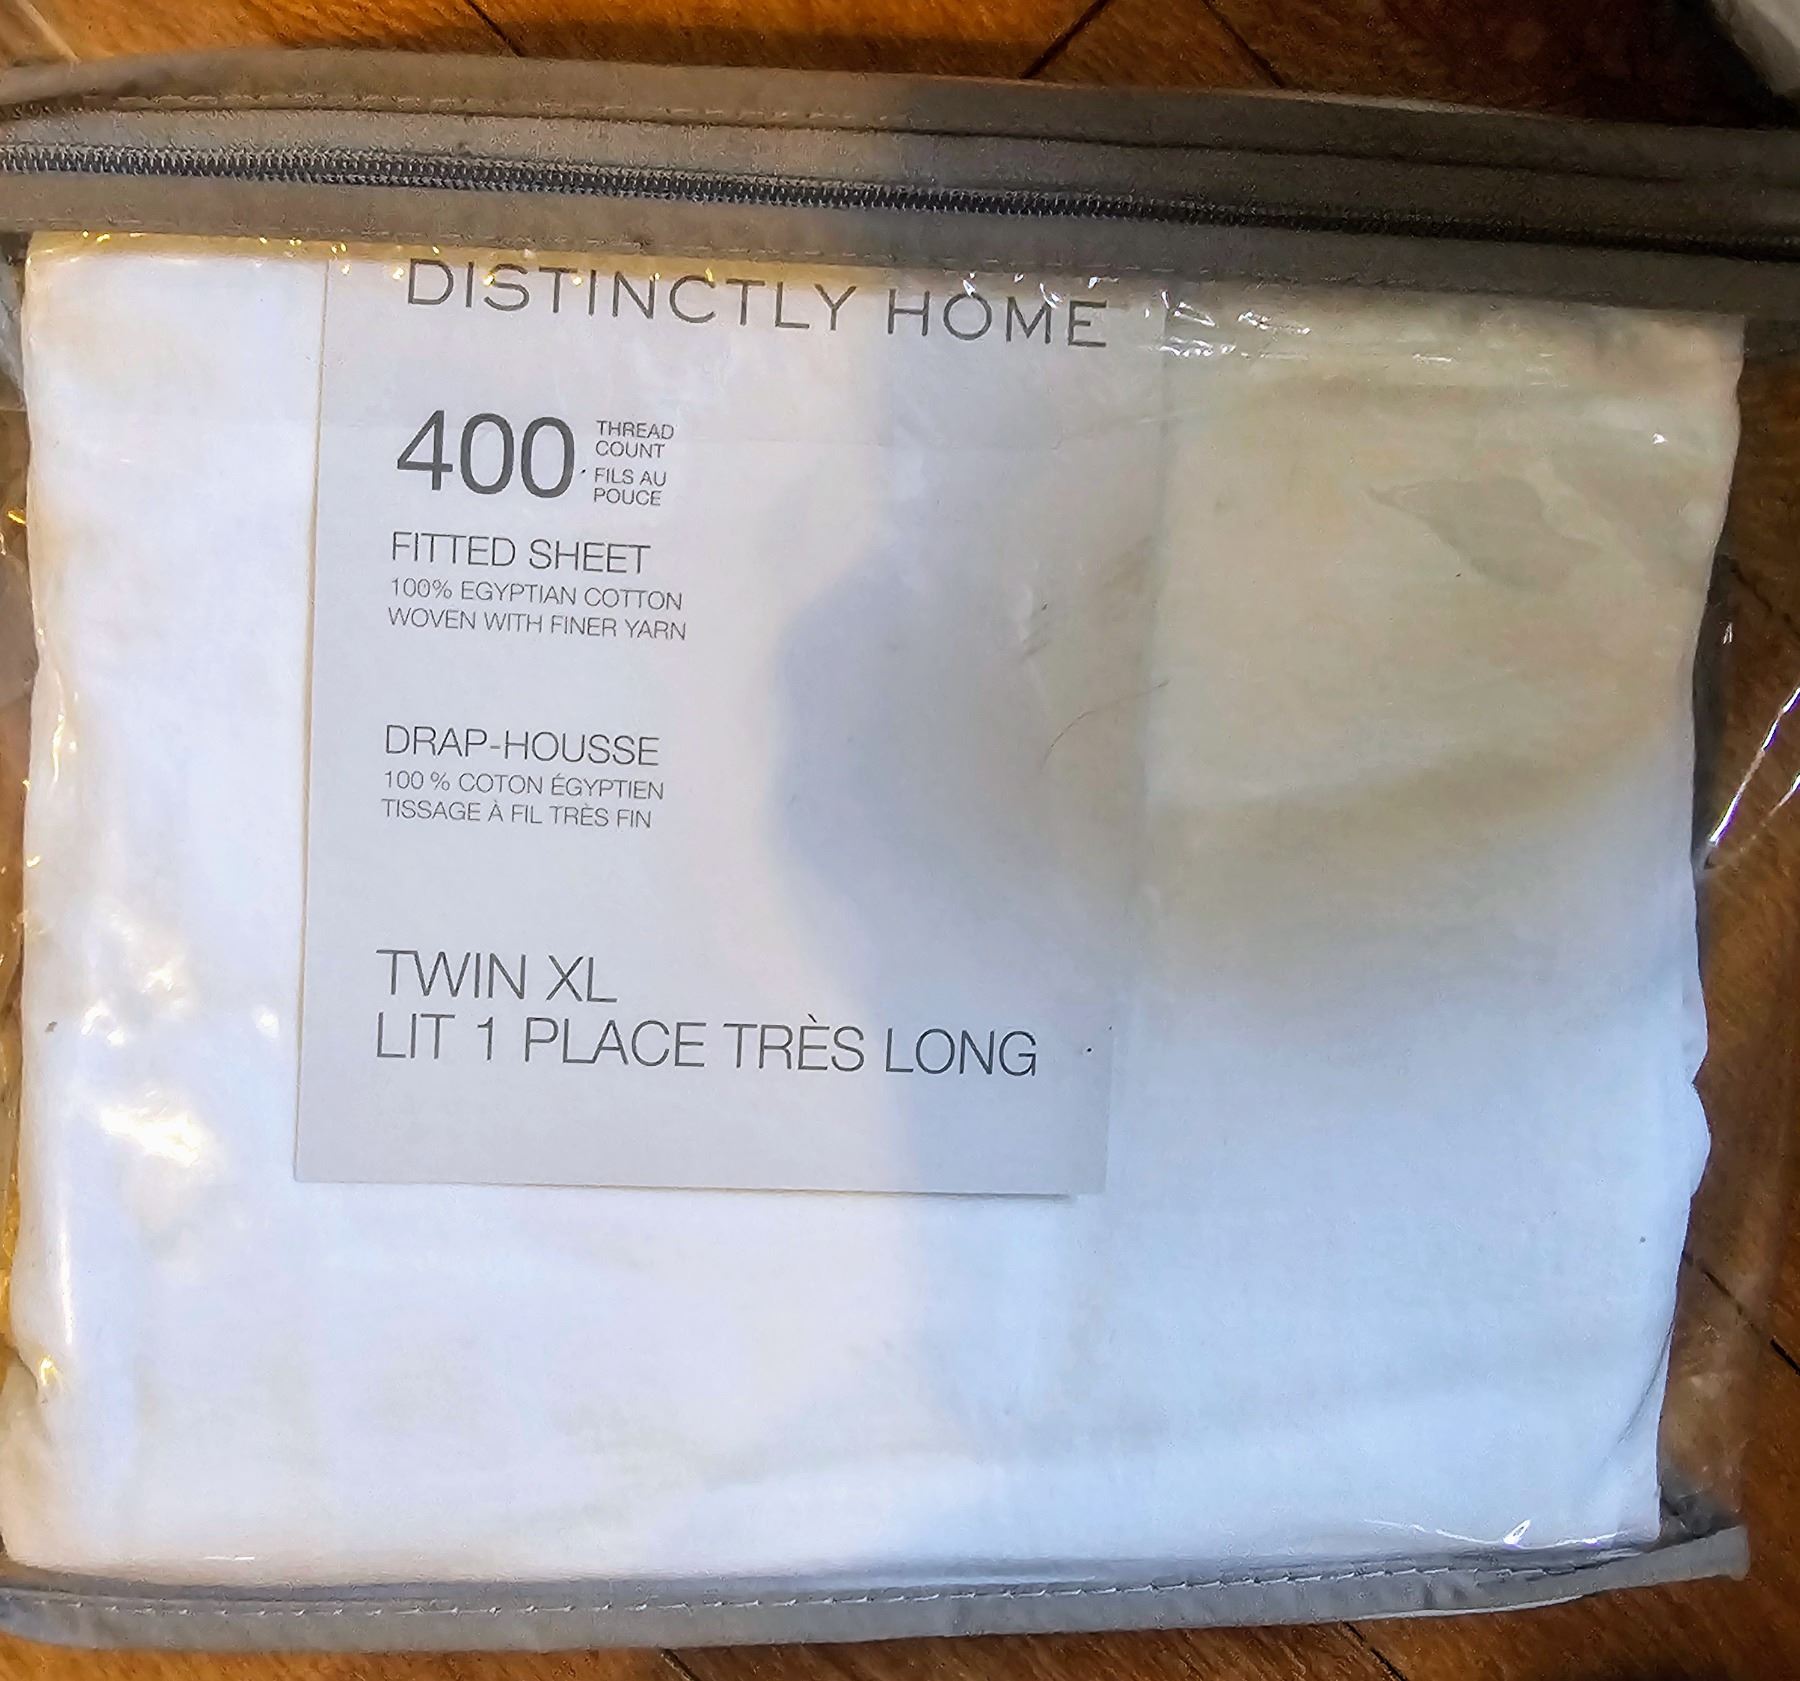 DISTINCTLY HOME
400
THREAD
COUNT
FILS AU
POUCE
FITTED SHEET
100% EGYPTIAN COTTON
WOVEN WITH FINER YARN
DRAP-HOUSSE
100 % COTON ÉGYPTIEN
TISSAGE À FIL TRÈS FIN
TWIN XL
LIT 1 PLACE TRÈS LONG